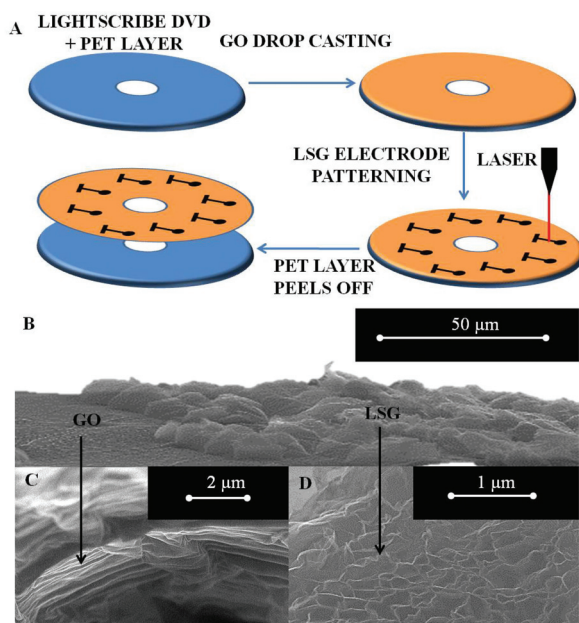 A
LIGHTSCRIBE DVD
+ PET LAYER
GO DROP CASTING
LSG ELECTRODE
PATTERNING
LASER
PET LAYER
PEELS OFF
B
50 μm
GO
LSG
C
2 μm
D
1 μm